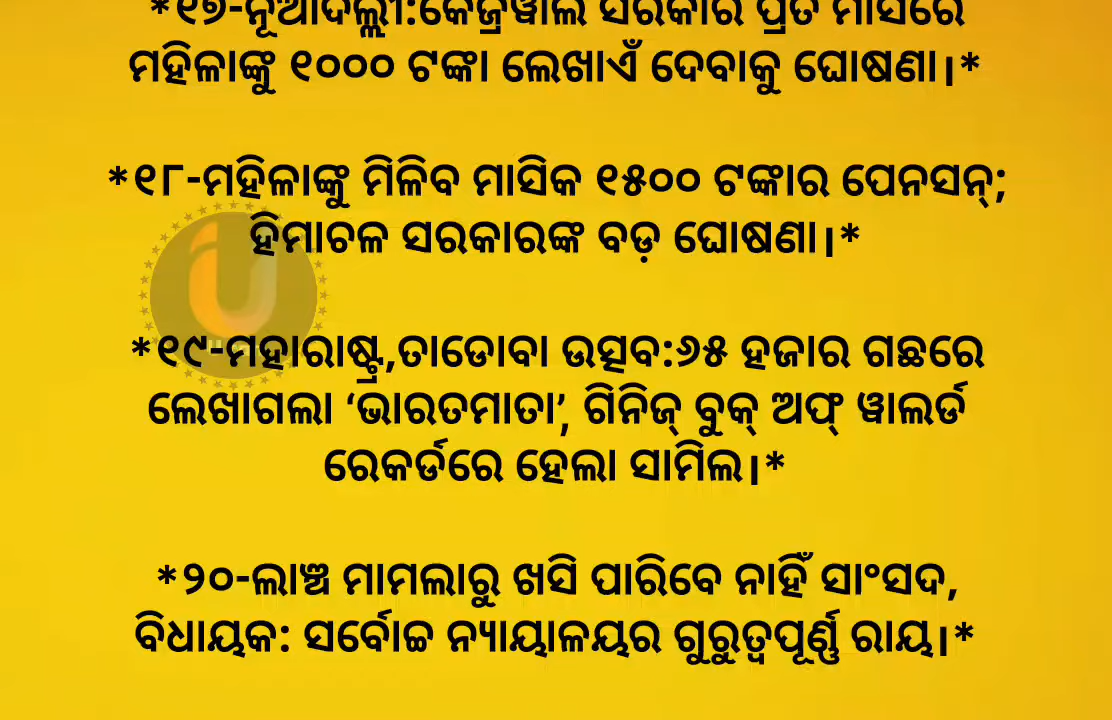 *୧୭-ନୂଆଦିଲ୍ଲୀ:କେଜ୍ରିୱାଲ ସରକାର ପ୍ରତି ମାସରେ
ମହିଳାଙ୍କୁ ୧୦୦୦ ଟଙ୍କା ଲେଖାଏଁ ଦେବାକୁ ଘୋଷଣା।*
*୧୮-ମହିଳାଙ୍କୁ ମିଳିବ ମାସିକ ୧୫୦୦ ଟଙ୍କାର ପେନସନ୍;
ହିମାଚଳ ସରକାରଙ୍କ ବଡ଼ ଘୋଷଣା।*
*୧୯-ମହାରାଷ୍ଟ୍ର,ତାଡୋବା ଉତ୍ସବ:୬୫ ହଜାର ଗଛରେ
ଲେଖାଗଲା ‘ଭାରତମାତା’, ଗିନିଜ୍ ବୁକ୍ ଅଫ୍ ୱାଲର୍ଡ
ରେକର୍ଡରେ ହେଲା ସାମିଲ।*
*୨୦-ଲାଞ୍ଚ ମାମଲାରୁ ଖସି ପାରିବେ ନାହିଁ ସାଂସଦ,
ବିଧାୟକ: ସର୍ବୋଚ୍ଚ ନ୍ୟାୟାଳୟର ଗୁରୁତ୍ୱପୂର୍ଣ୍ଣ ରାୟ।*